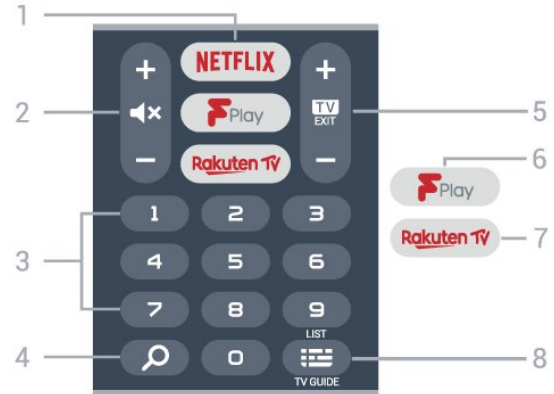 1
NETFLIX
+ +
2
F Play
TV
EXIT
5
Rakuten TV
- -
6
F Play
1 2 3
7
Rakuten TV
3
4 5 6
7 8 9
LIST
4
0
8
TV GUIDE